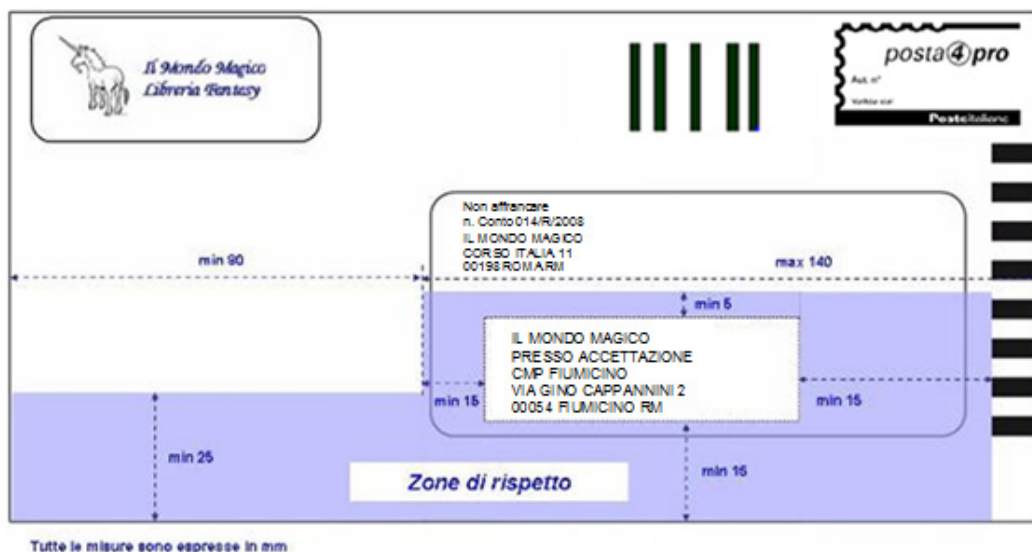 Il Mondo Magico
Libreria Fantasy
posta4pro
Aut. n°
Posteitaliane
Non affrancare
n. Conto 014/R/2008
IL MONDO MAGICO
CORSO ITALIA 11
00198 ROMA RM
min 90
max 140
min 5
IL MONDO MAGICO
PRESSO ACCETTAZIONE
CMP FIUMICINO
VIA GINO CAPPANNINI 2
00054 FIUMICINO RM
min 15
min 15
min 25
min 15
Zone di rispetto
Tutte le misure sono espresse in mm